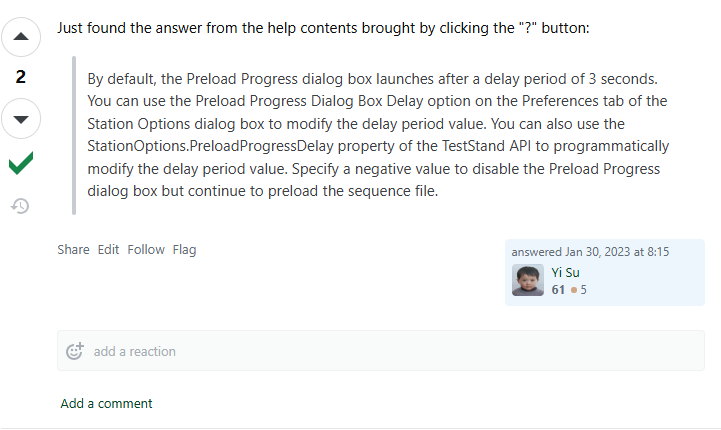 Just found the answer from the help contents brought by clicking the "?" button:
2
By default, the Preload Progress dialog box launches after a delay period of 3 seconds.
You can use the Preload Progress Dialog Box Delay option on the Preferences tab of the
Station Options dialog box to modify the delay period value. You can also use the
StationOptions.PreloadProgressDelay property of the TestStand API to programmatically
modify the delay period value. Specify a negative value to disable the Preload Progress
dialog box but continue to preload the sequence file.
Share Edit Follow Flag
answered Jan 30, 2023 at 8:15
Yi Su
61 5
add a reaction
Add a comment